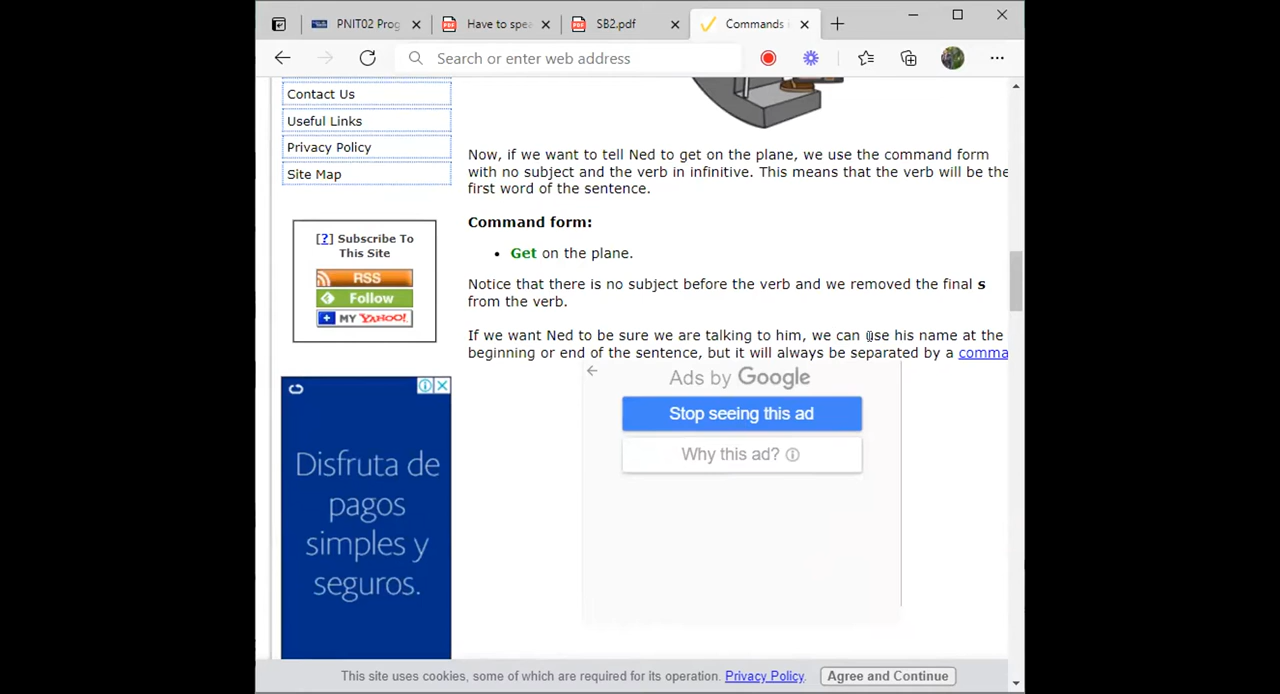 PNIT02 Prog
Have to spea
SB2.pdf
Commands i
Search or enter web address
Contact Us
Useful Links
Privacy Policy
Site Map
[?] Subscribe To
This Site
RSS
Follow
MY YAHOO!
Now, if we want to tell Ned to get on the plane, we use the command form
with no subject and the verb in infinitive. This means that the verb will be the
first word of the sentence.
Command form:
• Get on the plane.
Notice that there is no subject before the verb and we removed the final s
from the verb.
If we want Ned to be sure we are talking to him, we can use his name at the
beginning or end of the sentence, but it will always be separated by a comma
Ads by Google
Stop seeing this ad
Why this ad?
Disfruta de
pagos
simples y
seguros.
This site uses cookies, some of which are required for its operation. Privacy Policy.
Agree and Continue